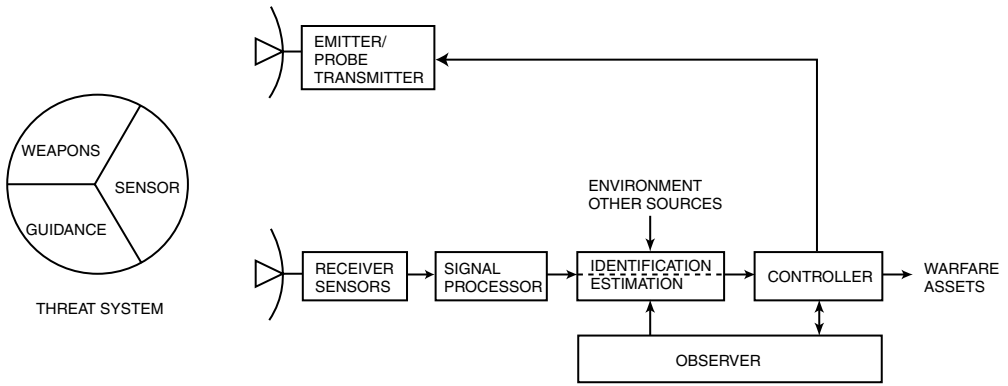 EMITTER/
PROBE
TRANSMITTER
WEAPONS
SENSOR
GUIDANCE
THREAT SYSTEM
ENVIRONMENT
OTHER SOURCES
RECEIVER
SENSORS
SIGNAL
PROCESSOR
IDENTIFICATION
ESTIMATION
CONTROLLER
WARFARE
ASSETS
OBSERVER